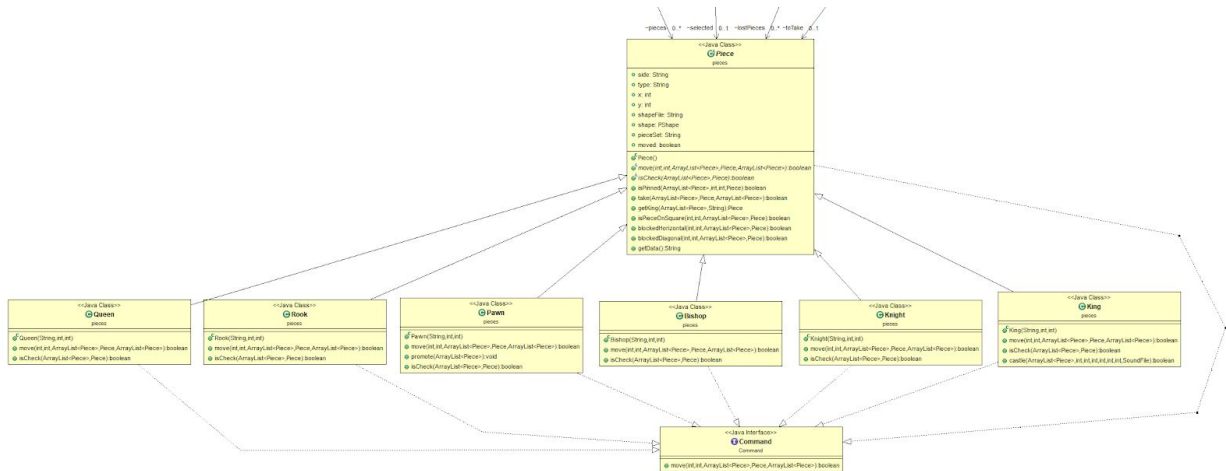 ~pieces 0..* ~selected 0..1 ~lostPieces 0..* ~toTake 0..1
<<Java Class>>
Piece
pieces
side: String
type: String
x: int
y: int
shapeFile: String
shape: PShape
pieceSet: String
moved: boolean
Piece()
move(int,int,ArrayList<Piece>,Piece,ArrayList<Piece>):boolean
isCheck(ArrayList<Piece>,Piece):boolean
isPinned(ArrayList<Piece>,int,int,Piece):boolean
take(ArrayList<Piece>,Piece,ArrayList<Piece>):boolean
getKing(ArrayList<Piece>,String):Piece
isPieceOnSquare(int,int,ArrayList<Piece>,Piece):boolean
blockedHorizontal(int,int,ArrayList<Piece>,Piece):boolean
blockedDiagonal(int,int,ArrayList<Piece>,Piece):boolean
getData():String
<<Java Class>>
Queen
pieces
Queen(String,int,int)
move(int,int,ArrayList<Piece>,Piece,ArrayList<Piece>):boolean
isCheck(ArrayList<Piece>,Piece):boolean
<<Java Class>>
Rook
pieces
Rook(String,int,int)
move(int,int,ArrayList<Piece>,Piece,ArrayList<Piece>):boolean
isCheck(ArrayList<Piece>,Piece):boolean
<<Java Class>>
Pawn
pieces
Pawn(String,int,int)
move(int,int,ArrayList<Piece>,Piece,ArrayList<Piece>):boolean
promote(ArrayList<Piece>):void
isCheck(ArrayList<Piece>,Piece):boolean
<<Java Class>>
Bishop
pieces
Bishop(String,int,int)
move(int,int,ArrayList<Piece>,Piece,ArrayList<Piece>):boolean
isCheck(ArrayList<Piece>,Piece):boolean
<<Java Class>>
Knight
pieces
Knight(String,int,int)
move(int,int,ArrayList<Piece>,Piece,ArrayList<Piece>):boolean
isCheck(ArrayList<Piece>,Piece):boolean
<<Java Class>>
King
pieces
King(String,int,int)
move(int,int,ArrayList<Piece>,Piece,ArrayList<Piece>):boolean
isCheck(ArrayList<Piece>,Piece):boolean
castle(ArrayList<Piece>,int,int,int,int,int,int,SoundFile):boolean
<<Java Interface>>
Command
Command
move(int,int,ArrayList<Piece>,Piece,ArrayList<Piece>):boolean